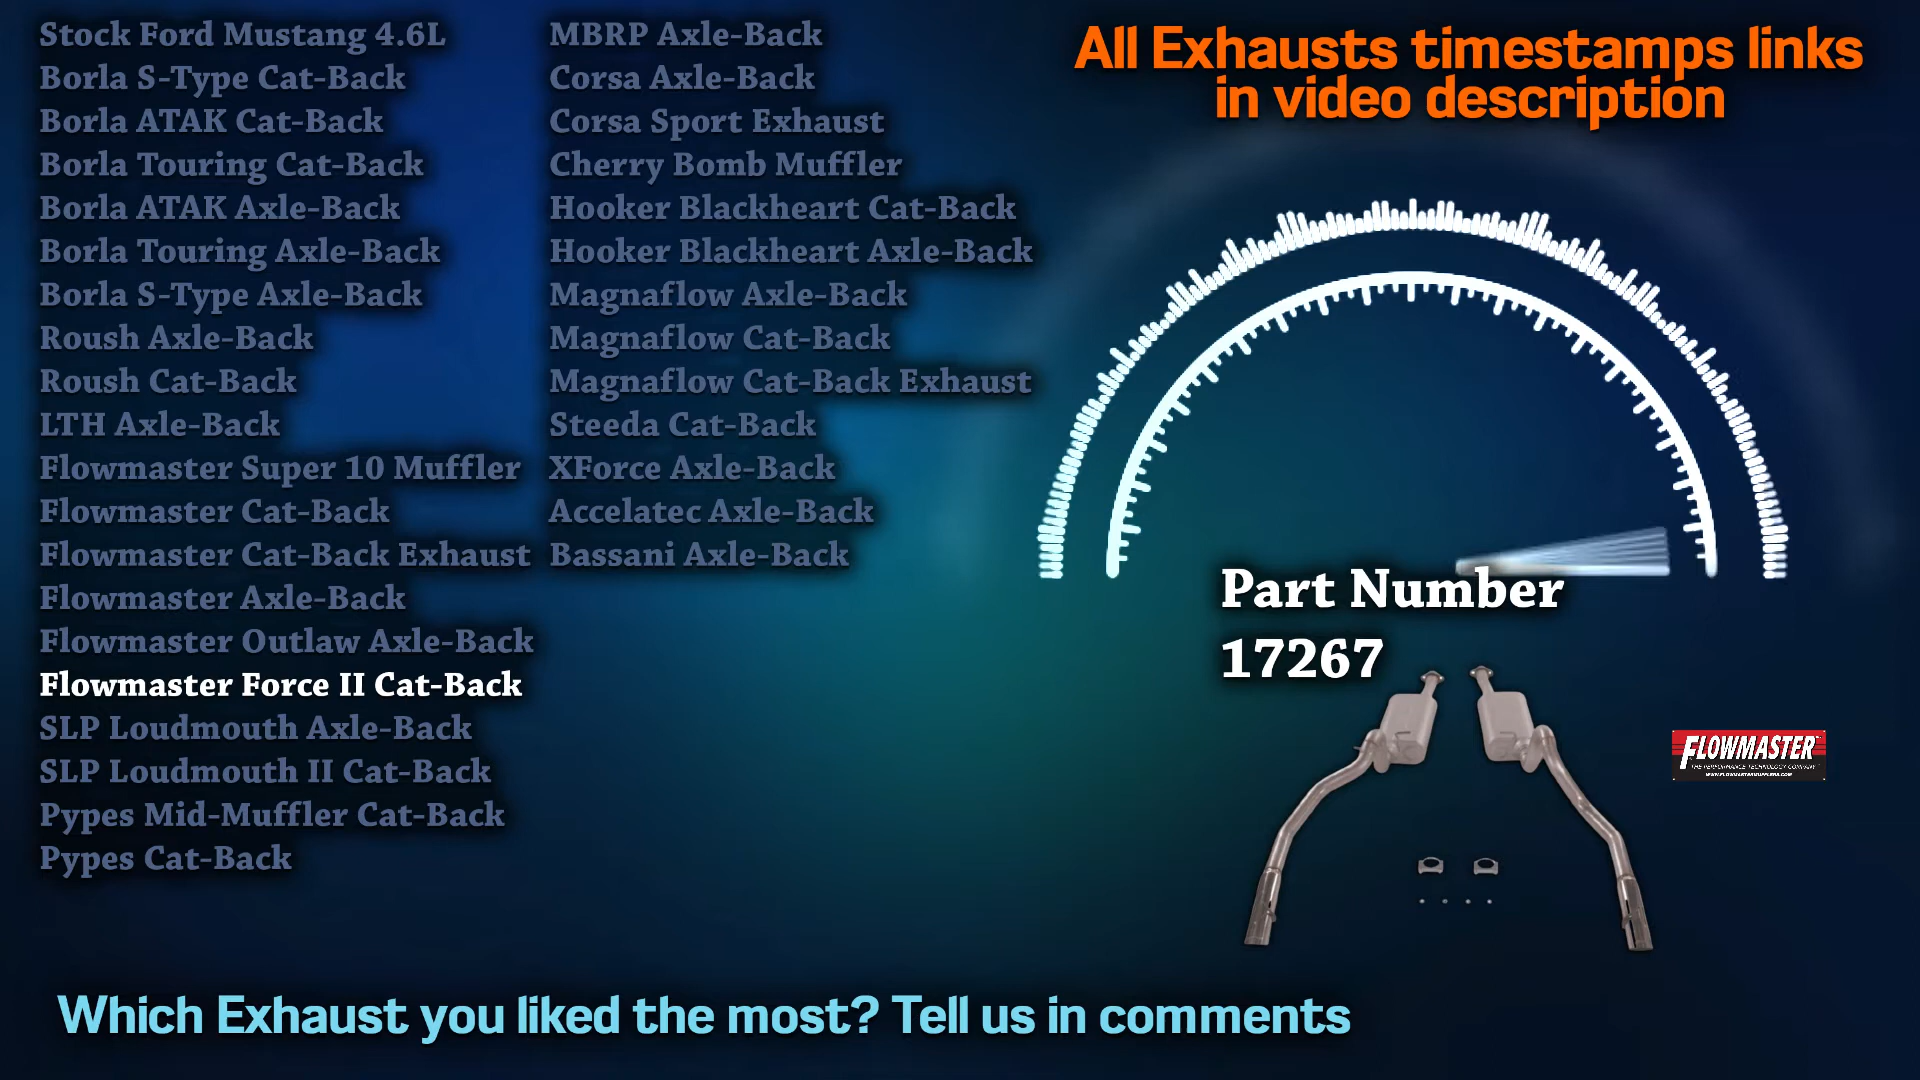 Stock Ford Mustang 4.6L
Borla S-Type Cat-Back
Borla ATAK Cat-Back
Borla Touring Cat-Back
Borla ATAK Axle-Back
Borla Touring Axle-Back
Borla S-Type Axle-Back
Roush Axle-Back
Roush Cat-Back
LTH Axle-Back
Flowmaster Super 10 Muffler
Flowmaster Cat-Back
Flowmaster Cat-Back Exhaust
Flowmaster Axle-Back
Flowmaster Outlaw Axle-Back
Flowmaster Force II Cat-Back
SLP Loudmouth Axle-Back
SLP Loudmouth II Cat-Back
Pypes Mid-Muffler Cat-Back
Pypes Cat-Back
MBRP Axle-Back
Corsa Axle-Back
Corsa Sport Exhaust
Cherry Bomb Muffler
Hooker Blackheart Cat-Back
Hooker Blackheart Axle-Back
Magnaflow Axle-Back
Magnaflow Cat-Back
Magnaflow Cat-Back Exhaust
Steeda Cat-Back
XForce Axle-Back
Accelatec Axle-Back
Bassani Axle-Back
All Exhausts timestamps links
in video description
Part Number
17267
FLOWMASTER
THE PERFORMANCE TECHNOLOGY COMPANY
WWW.FLOWMASTERMUFFLERS.COM
Which Exhaust you liked the most? Tell us in comments